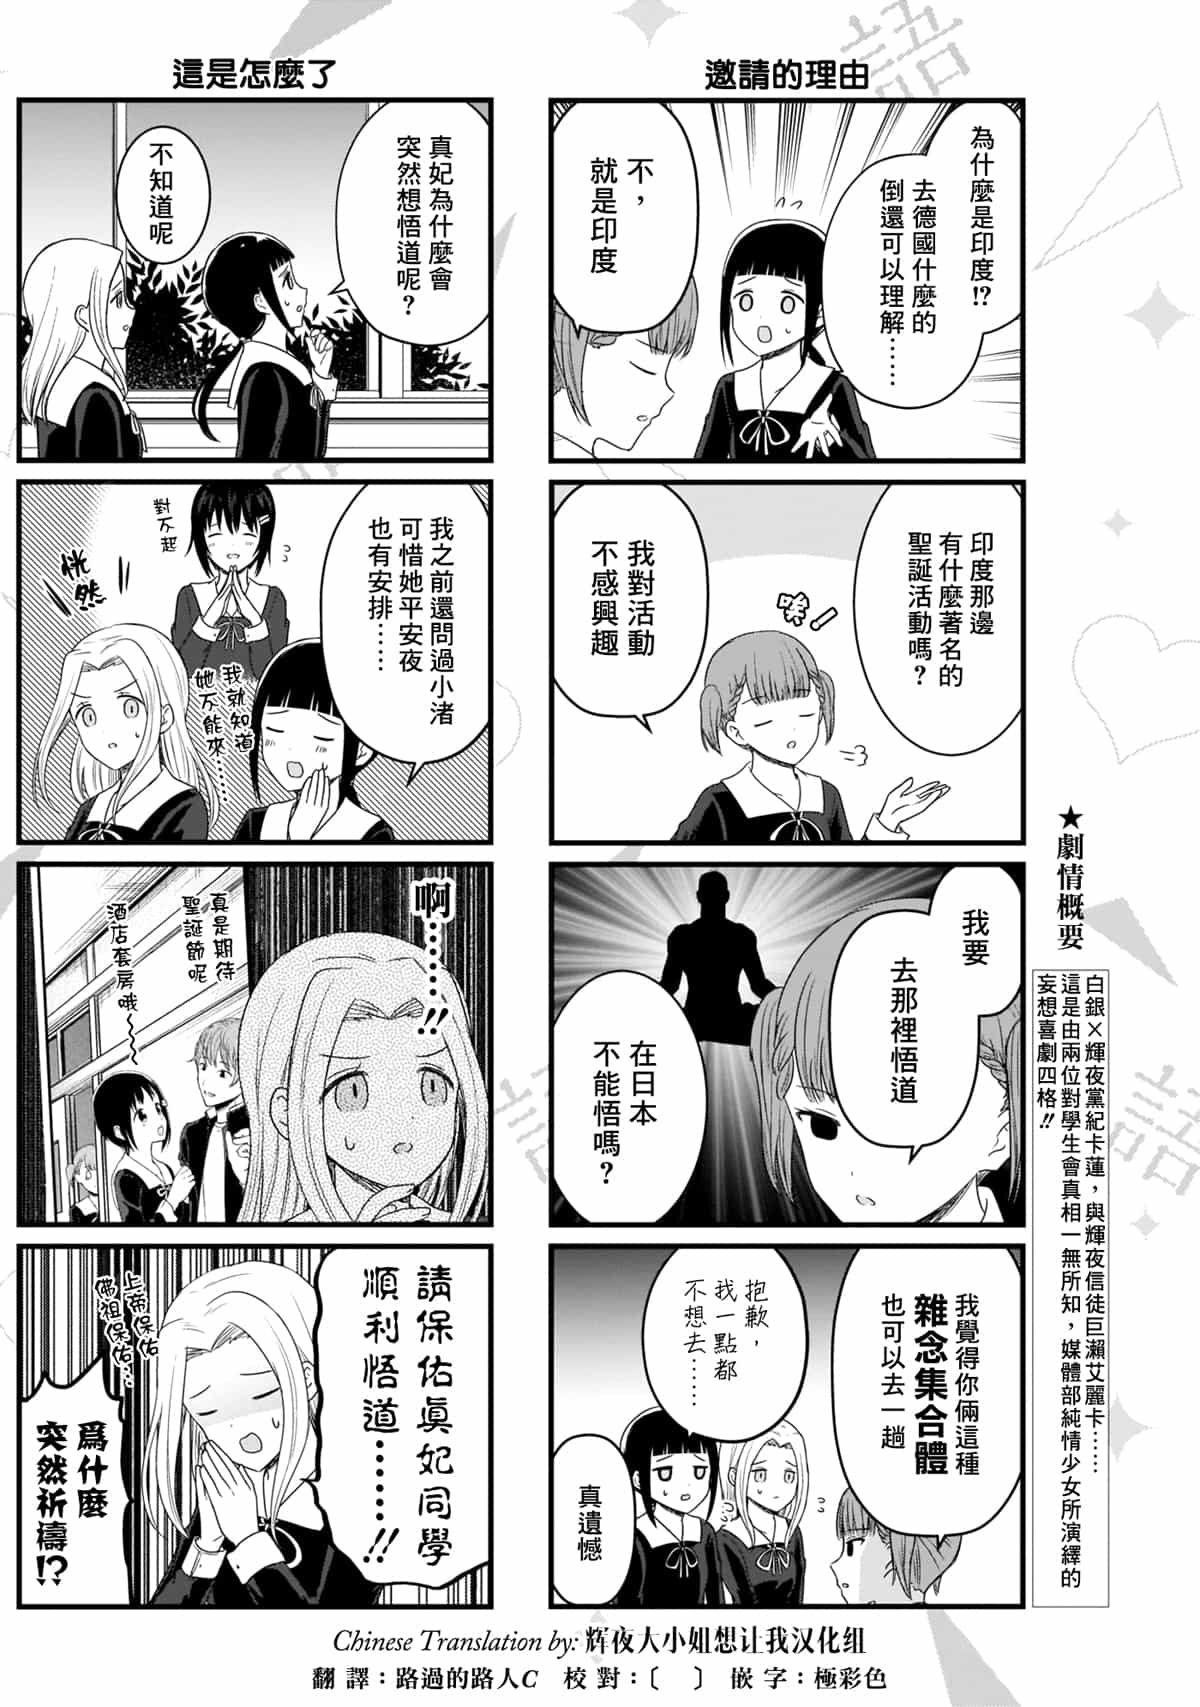 邀請的理由
為什麼是印度!?
去德國什麼的
倒還可以理解……
不，
就是印度
印度那邊
有什麼著名的
聖誕活動嗎？
唉！
我對活動
不感興趣
我要
去那裡悟道
在日本
不能悟嗎？
我覺得你倆這種
雜念集合體
也可以去一趟
抱歉，
我一點都
不想去……
真遺憾
這是怎麼了
真妃為什麼會
突然想悟道呢？
不知道呢
我之前還問過小渚
可惜她平安夜
也有安排……
對不起
恍然
我就知道
她不能來……
啊……!!
真是期待
聖誕節呢
酒店套房哦～
請保佑真妃同學
順利悟道……!!
上帝保佑
佛祖保佑…
爲什麼
突然祈禱!?
★劇情概要
白銀×輝夜黨紀卡蓮，與輝夜信徒巨瀨艾麗卡……
這是由兩位對學生會真相一無所知，媒體部純情少女所演繹的
妄想喜劇四格!!
語
語
語
Chinese Translation by: 辉夜大小姐想让我汉化组
翻譯：路過的路人C 校對：〔 〕 嵌字：極彩色